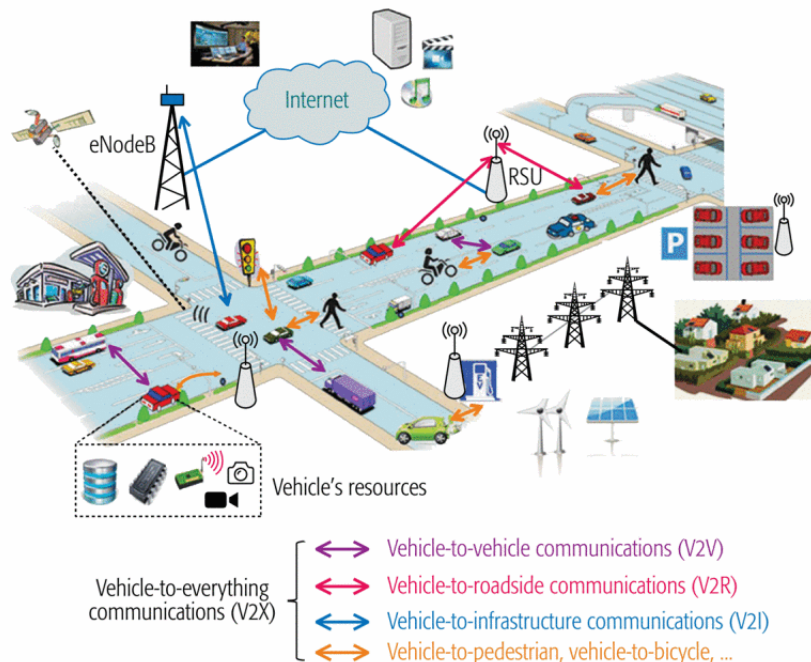 Internet
eNodeB
RSU
P
EV
Vehicle's resources
Vehicle-to-everything
communications (V2X)
Vehicle-to-vehicle communications (V2V)
Vehicle-to-roadside communications (V2R)
Vehicle-to-infrastructure communications (V2I)
Vehicle-to-pedestrian, vehicle-to-bicycle, ...